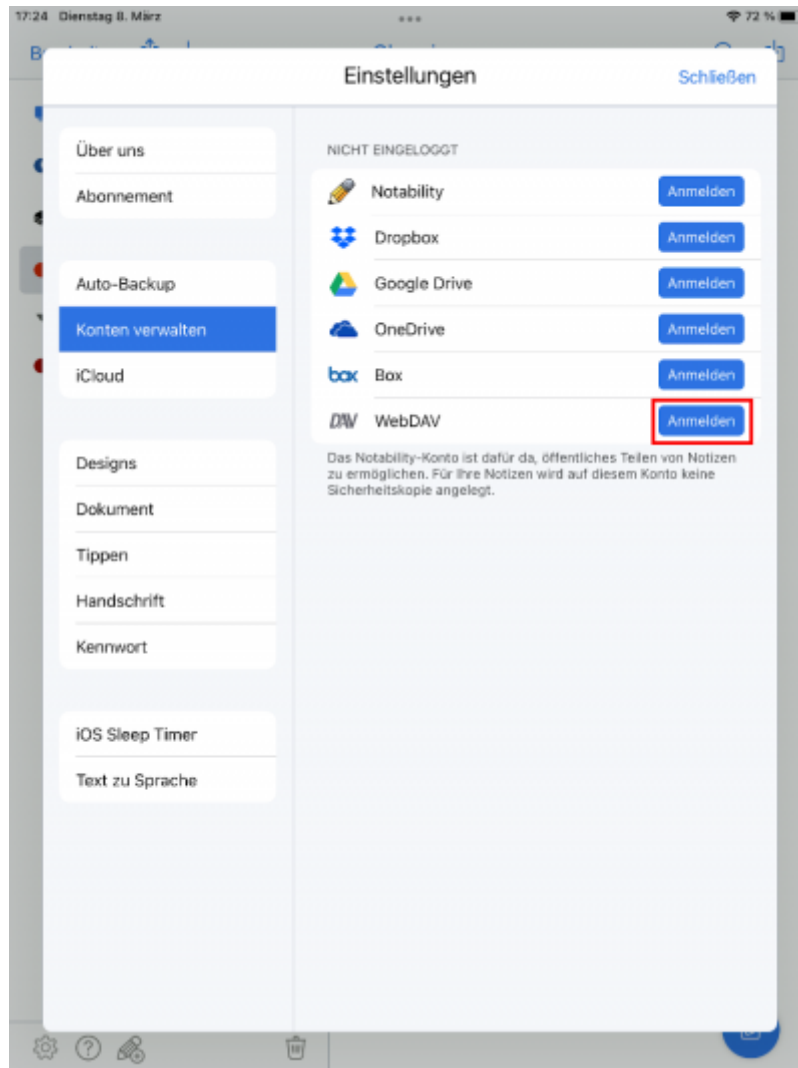 17:24 Dienstag 8. März
72 %
Einstellungen
Schließen
Über uns
Abonnement
Auto-Backup
Konten verwalten
iCloud
Designs
Dokument
Tippen
Handschrift
Kennwort
iOS Sleep Timer
Text zu Sprache
NICHT EINGELOGGT
Notability Anmelden
Dropbox Anmelden
Google Drive Anmelden
OneDrive Anmelden
box Box Anmelden
DAV WebDAV Anmelden
Das Notability-Konto ist dafür da, öffentliches Teilen von Notizen
zu ermöglichen. Für Ihre Notizen wird auf diesem Konto keine
Sicherheitskopie angelegt.